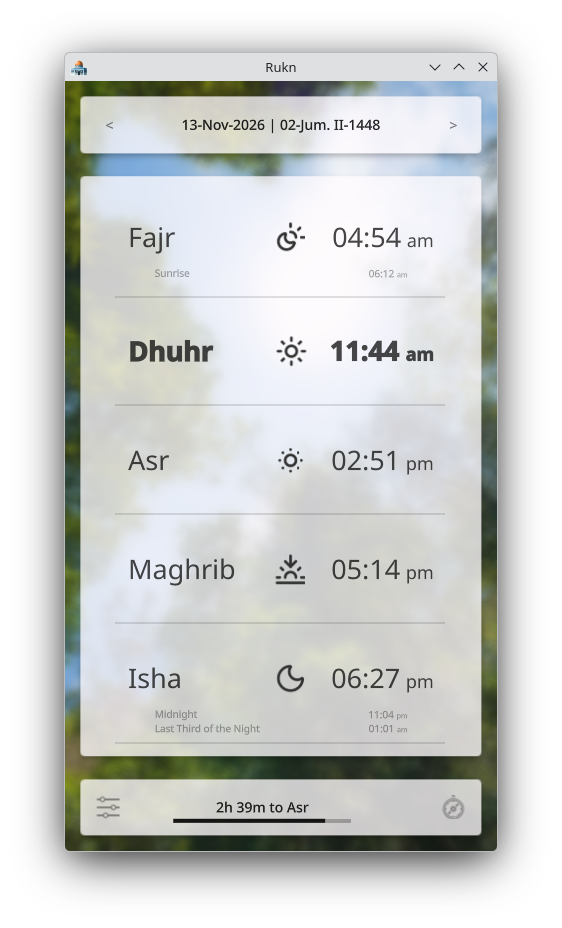 Rukn
< 13-Nov-2026 | 02-Jum. II-1448 >
Fajr 04:54 am
Sunrise 06:12 am
Dhuhr 11:44 am
Asr 02:51 pm
Maghrib 05:14 pm
Isha 06:27 pm
Midnight 11:04 pm
Last Third of the Night 01:01 am
2h 39m to Asr